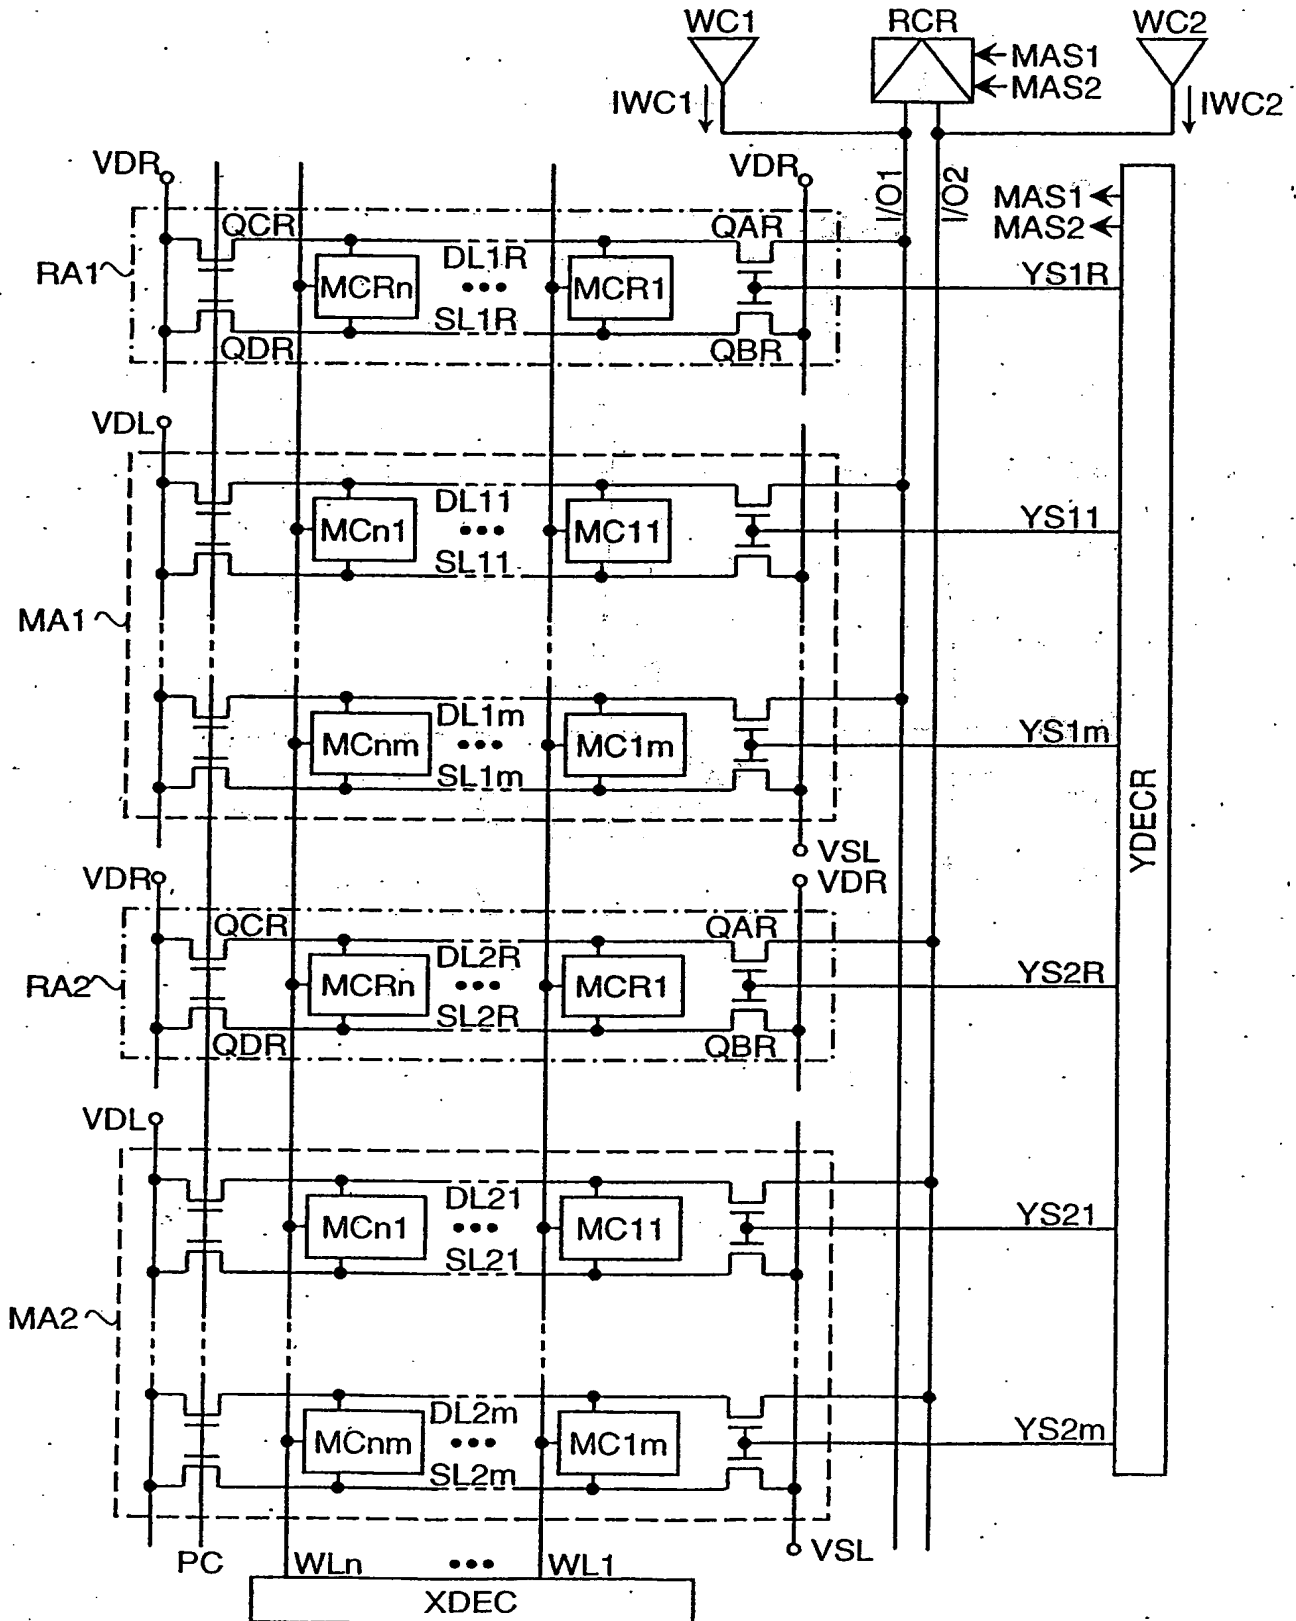 WC1 RCR WC2
MAS1
MAS2
IWC1 IWC2
VDR VDR
I/O1 I/O2
MAS1
MAS2
RA1 QCR DL1R QAR
MCRn ••• MCR1 YS1R
SL1R
QDR QBR
VDL
DL11
MCn1 ••• MC11 YS11
SL11
MA1
DL1m
MCnm ••• MC1m YS1m
SL1m
YDECR
VSL
VDR VDR
QCR QAR
DL2R
RA2 MCRn ••• MCR1 YS2R
SL2R
QDR QBR
VDL
DL21
MCn1 ••• MC11 YS21
SL21
MA2
DL2m
MCnm ••• MC1m YS2m
SL2m
PC WLn ••• WL1 VSL
XDEC